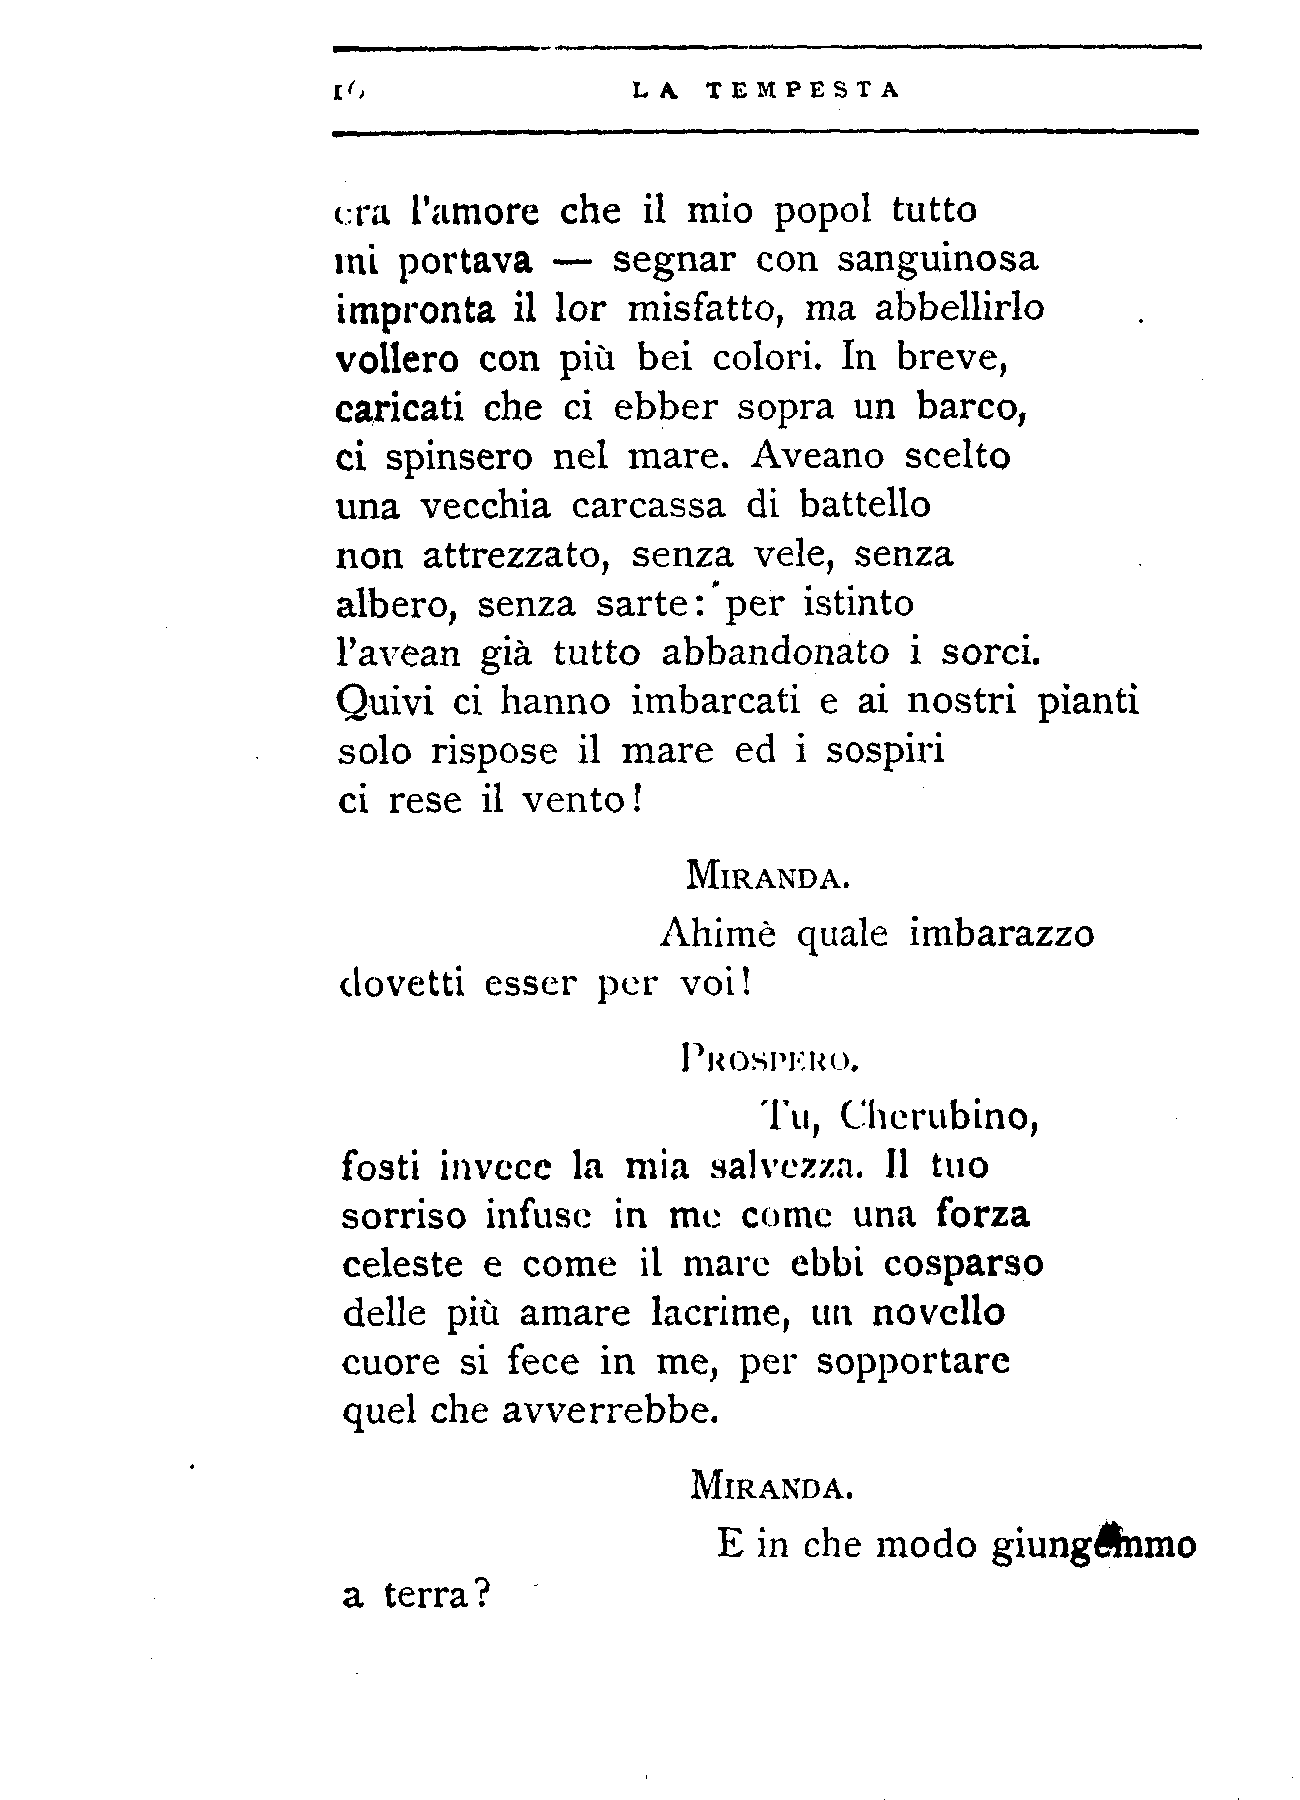 16 LA TEMPESTA
era l'amore che il mio popol tutto
mi portava — segnar con sanguinosa
impronta il lor misfatto, ma abbellirlo
vollero con più bei colori. In breve,
caricati che ci ebber sopra un barco,
ci spinsero nel mare. Aveano scelto
una vecchia carcassa di battello
non attrezzato, senza vele, senza
albero, senza sarte: per istinto
l'avean già tutto abbandonato i sorci.
Quivi ci hanno imbarcati e ai nostri pianti
solo rispose il mare ed i sospiri
ci rese il vento!
MIRANDA.
Ahimè quale imbarazzo
dovetti esser per voi!
PROSPERO.
Tu, Cherubino,
fosti invece la mia salvezza. Il tuo
sorriso infuse in me come una forza
celeste e come il mare ebbi cosparso
delle più amare lacrime, un novello
cuore si fece in me, per sopportare
quel che avverrebbe.
MIRANDA.
E in che modo giungemmo
a terra?